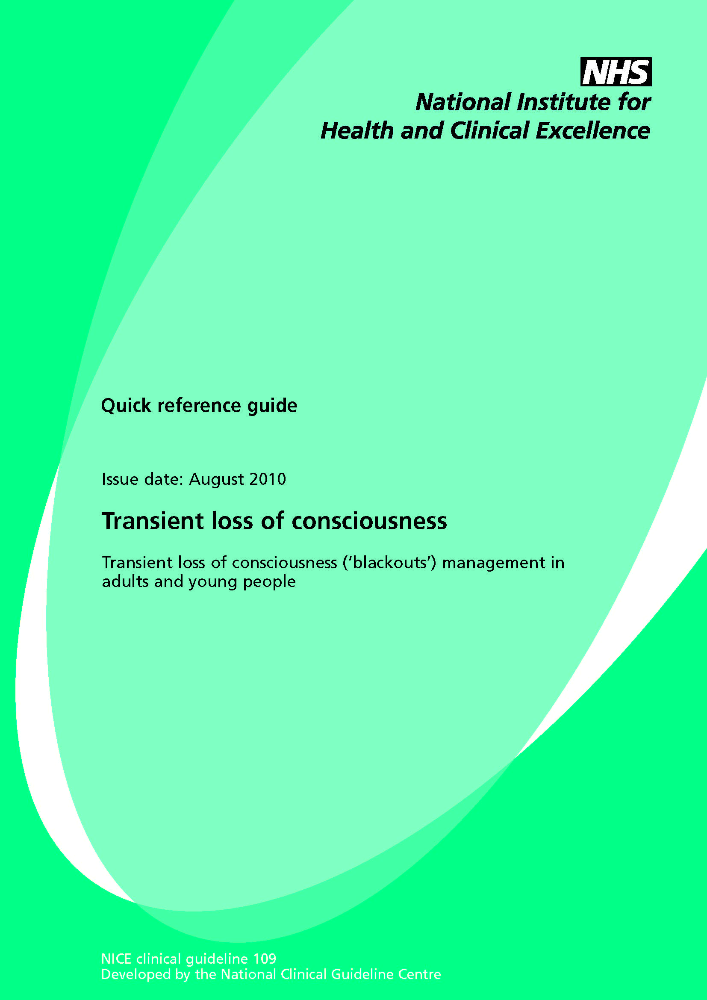 NHS
National Institute for
Health and Clinical Excellence
Quick reference guide
Issue date: August 2010
Transient loss of consciousness
Transient loss of consciousness (‘blackouts’) management in
adults and young people
NICE clinical guideline 109
Developed by the National Clinical Guideline Centre